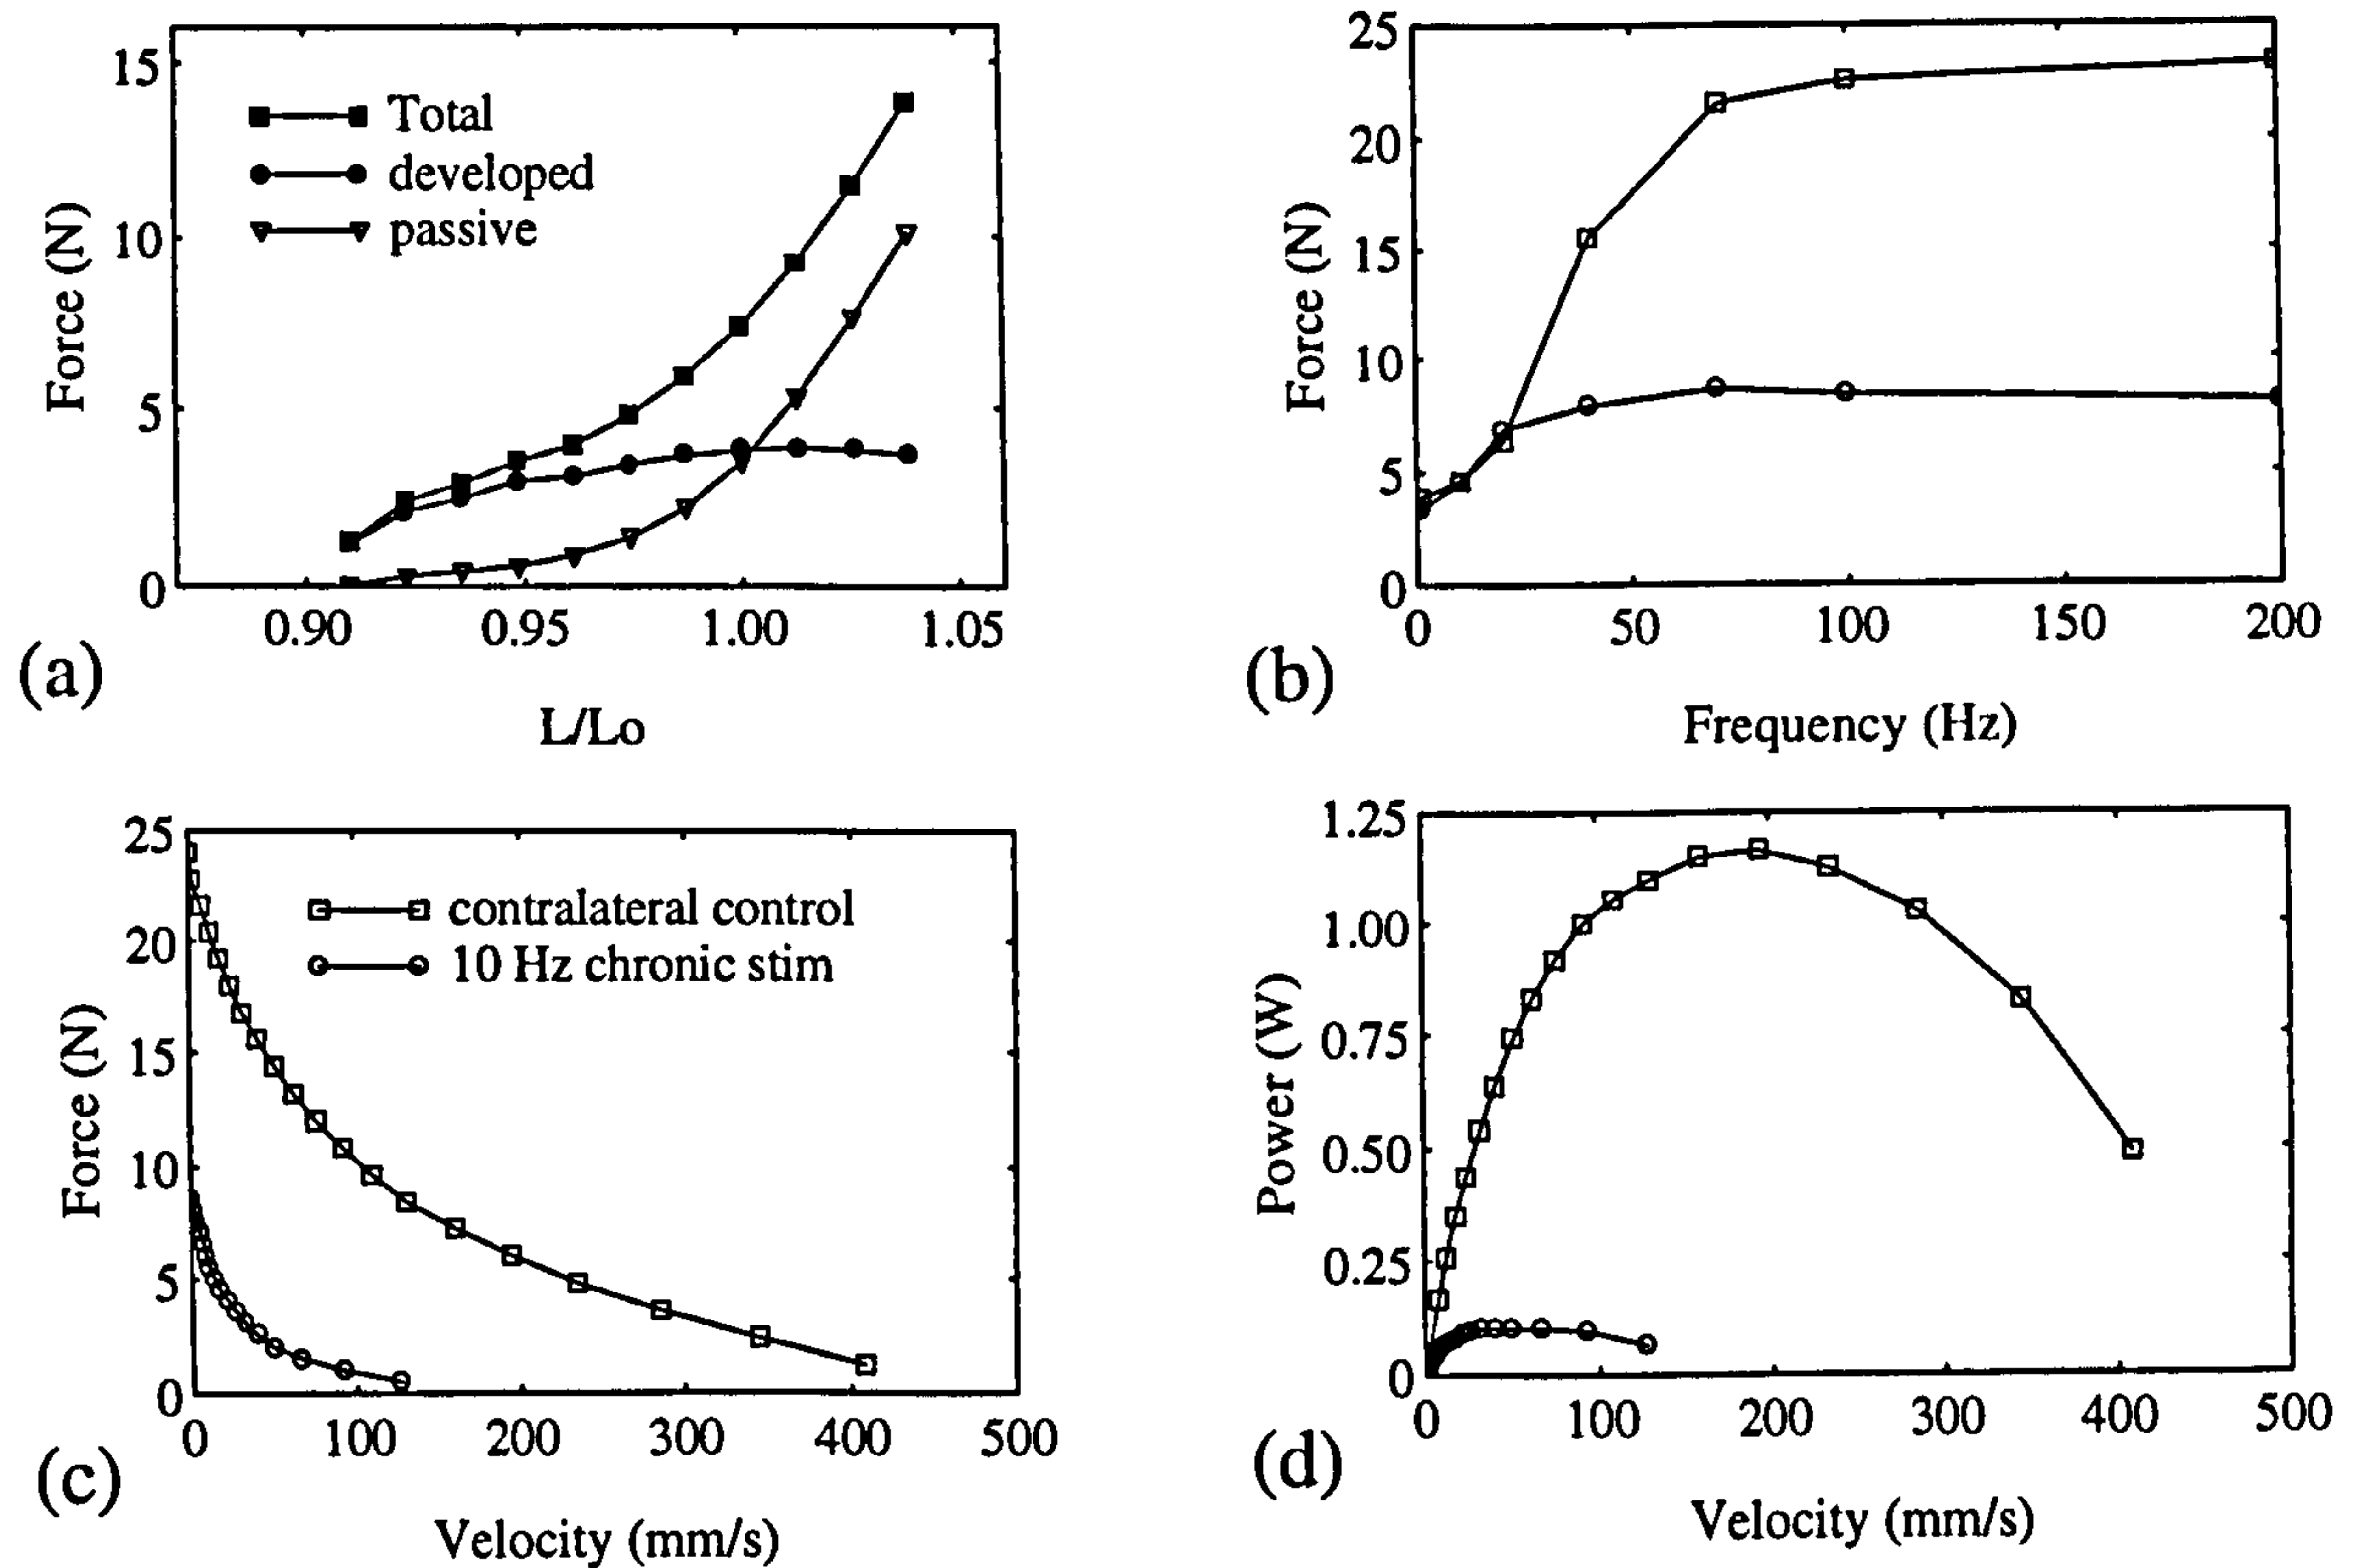 15
10
5
0
Force (N)
Total
developed
passive
0.90 0.95 1.00 1.05
(a)
L/Lo
25
20
15
10
5
0
Force (N)
0 50 100 150 200
(b)
Frequency (Hz)
25
20
15
10
5
0
Force (N)
contralateral control
10 Hz chronic stim
0 100 200 300 400 500
(c)
Velocity (mm/s)
1.25
1.00
0.75
0.50
0.25
0
Power (W)
0 100 200 300 400 500
(d)
Velocity (mm/s)